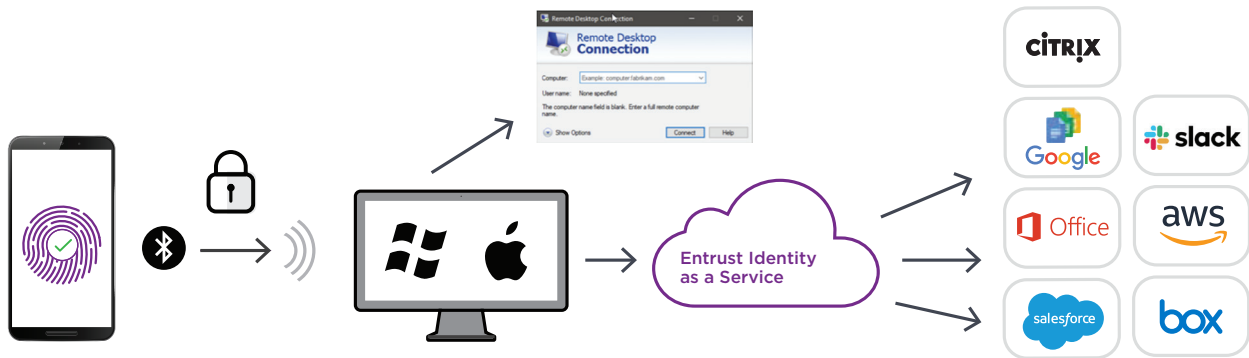 Remote Desktop Connection
Remote Desktop
Connection
Computer:
Example: computer.fabrikam.com
User name:
None specified
The computer name field is blank. Enter a full remote computer
name.
Show Options
Connect
Help
Entrust Identity
as a Service
CITRIX
Google
slack
Office
aws
salesforce
box